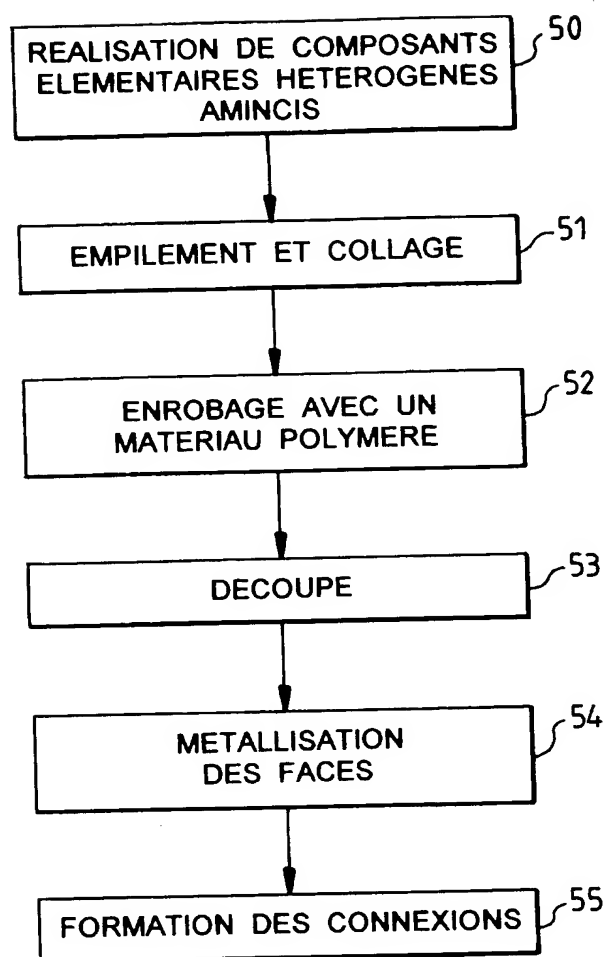 REALISATION DE COMPOSANTS
ELEMENTAIRES HETEROGENES
AMINCIS
50
EMPILEMENT ET COLLAGE
51
ENROBAGE AVEC UN
MATERIAU POLYMERE
52
DECOUPE
53
METALLISATION
DES FACES
54
FORMATION DES CONNEXIONS
55